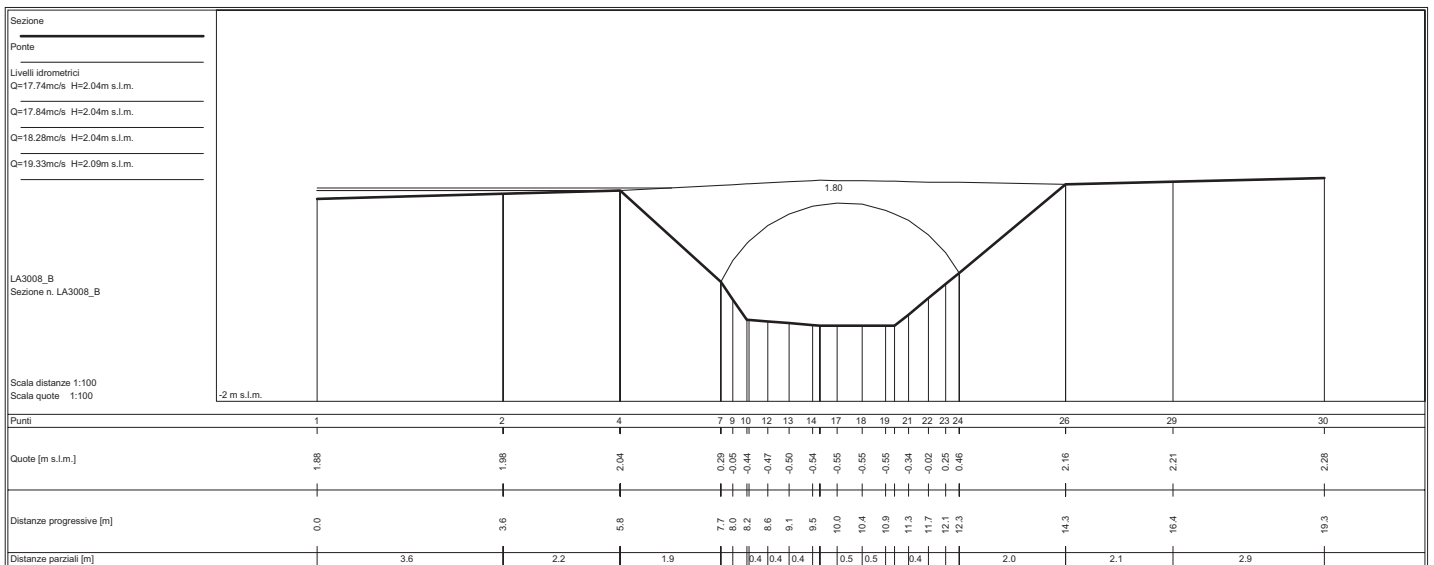 Sezione
Ponte
Livelli idrometrici
Q=17.74mc/s H=2.04m s.l.m.
Q=17.84mc/s H=2.04m s.l.m.
Q=18.28mc/s H=2.04m s.l.m.
Q=19.33mc/s H=2.09m s.l.m.
1.80
LA3008_B
Sezione n. LA3008_B
Scala distanze 1:100
Scala quote 1:100
-2 m s.l.m.
Punti 1 2 4 7 9 10 12 13 14 17 18 19 21 22 23 24 26 29 30
Quote [m s.l.m.] 1.88 1.98 2.04 0.29 -0.05 -0.44 -0.47 -0.50 -0.54 -0.55 -0.55 -0.55 -0.34 -0.02 0.25 0.46 2.16 2.21 2.28
Distanze progressive [m] 0.0 3.6 5.8 7.7 8.0 8.2 8.6 9.1 9.5 10.0 10.4 10.9 11.3 11.7 12.1 12.3 14.3 16.4 19.3
Distanze parziali [m] 3.6 2.2 1.9 0.4 0.4 0.4 0.5 0.5 0.4 2.0 2.1 2.9